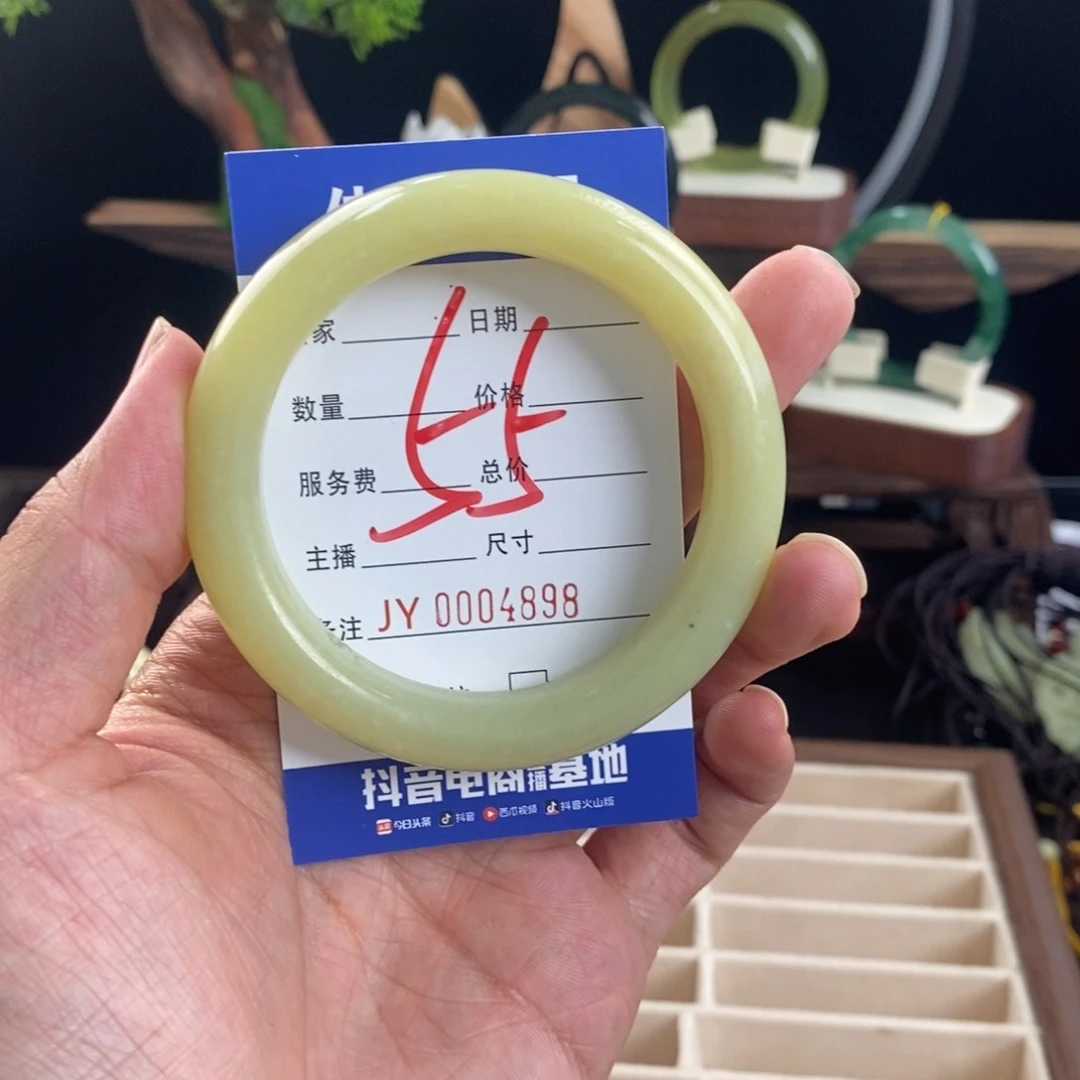 家 日期
数量 价格
服务费 总价
主播 尺寸
注 JY 0004898
55
抖音电商播基地
今日头条 抖音 西瓜视频 抖音火山版